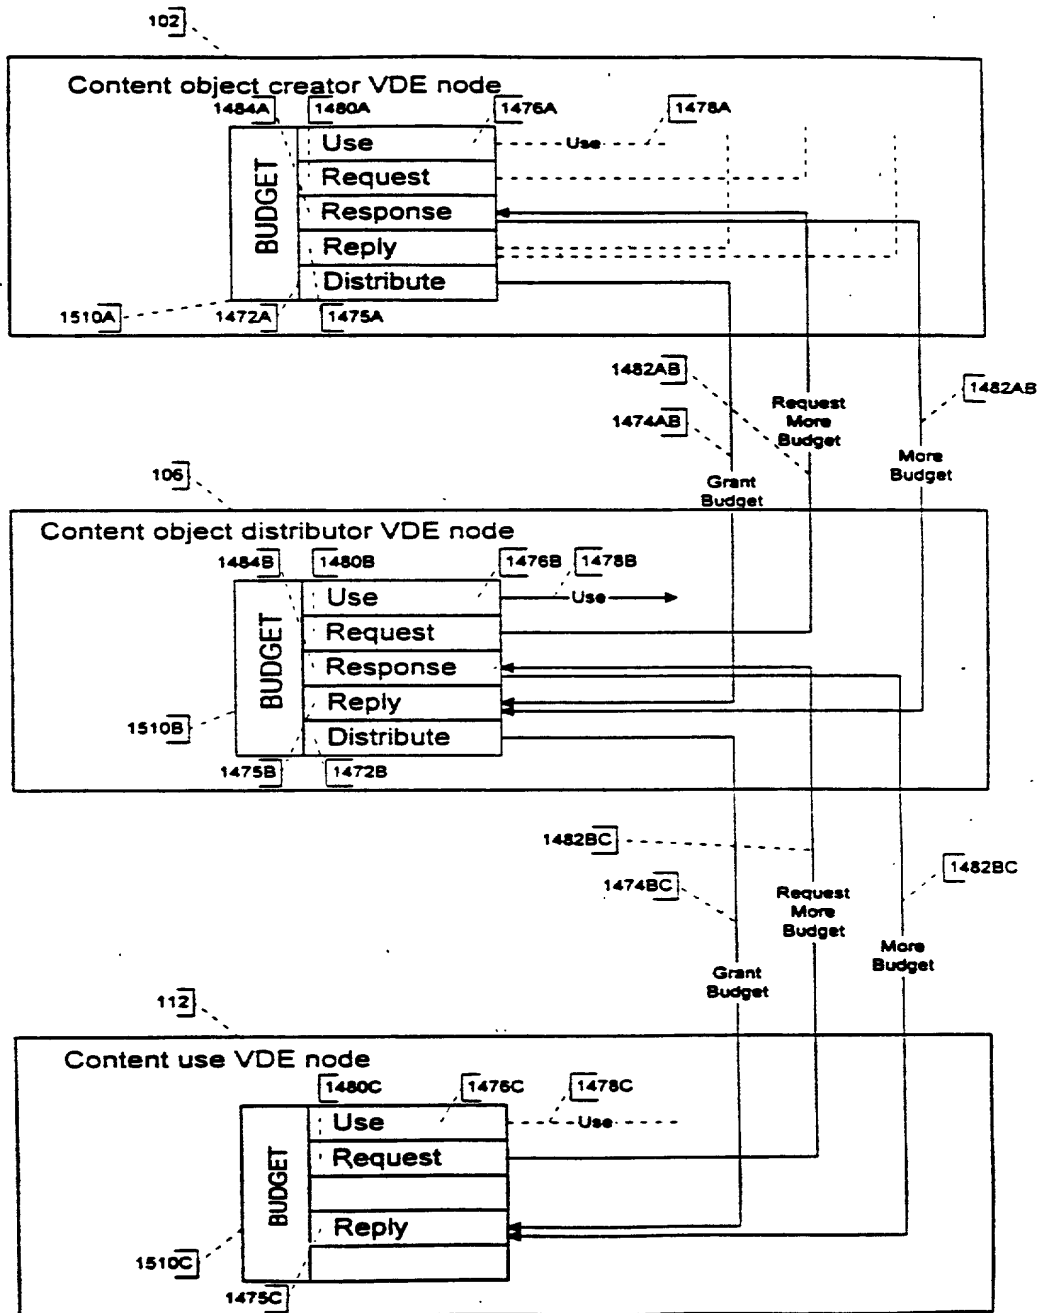 102
Content object creator VDE node
1484A
1480A
1476A
1478A
BUDGET
Use
Use
Request
Response
Reply
Distribute
1510A
1472A
1475A
1482AB
1474AB
Request
More
Budget
1482AB
More
Budget
Grant
Budget
106
Content object distributor VDE node
1484B
1480B
1476B
1478B
BUDGET
Use
Use
Request
Response
Reply
Distribute
1510B
1475B
1472B
1482BC
1474BC
Request
More
Budget
1482BC
More
Budget
Grant
Budget
112
Content use VDE node
1480C
1476C
1478C
BUDGET
Use
Use
Request
Reply
1510C
1475C